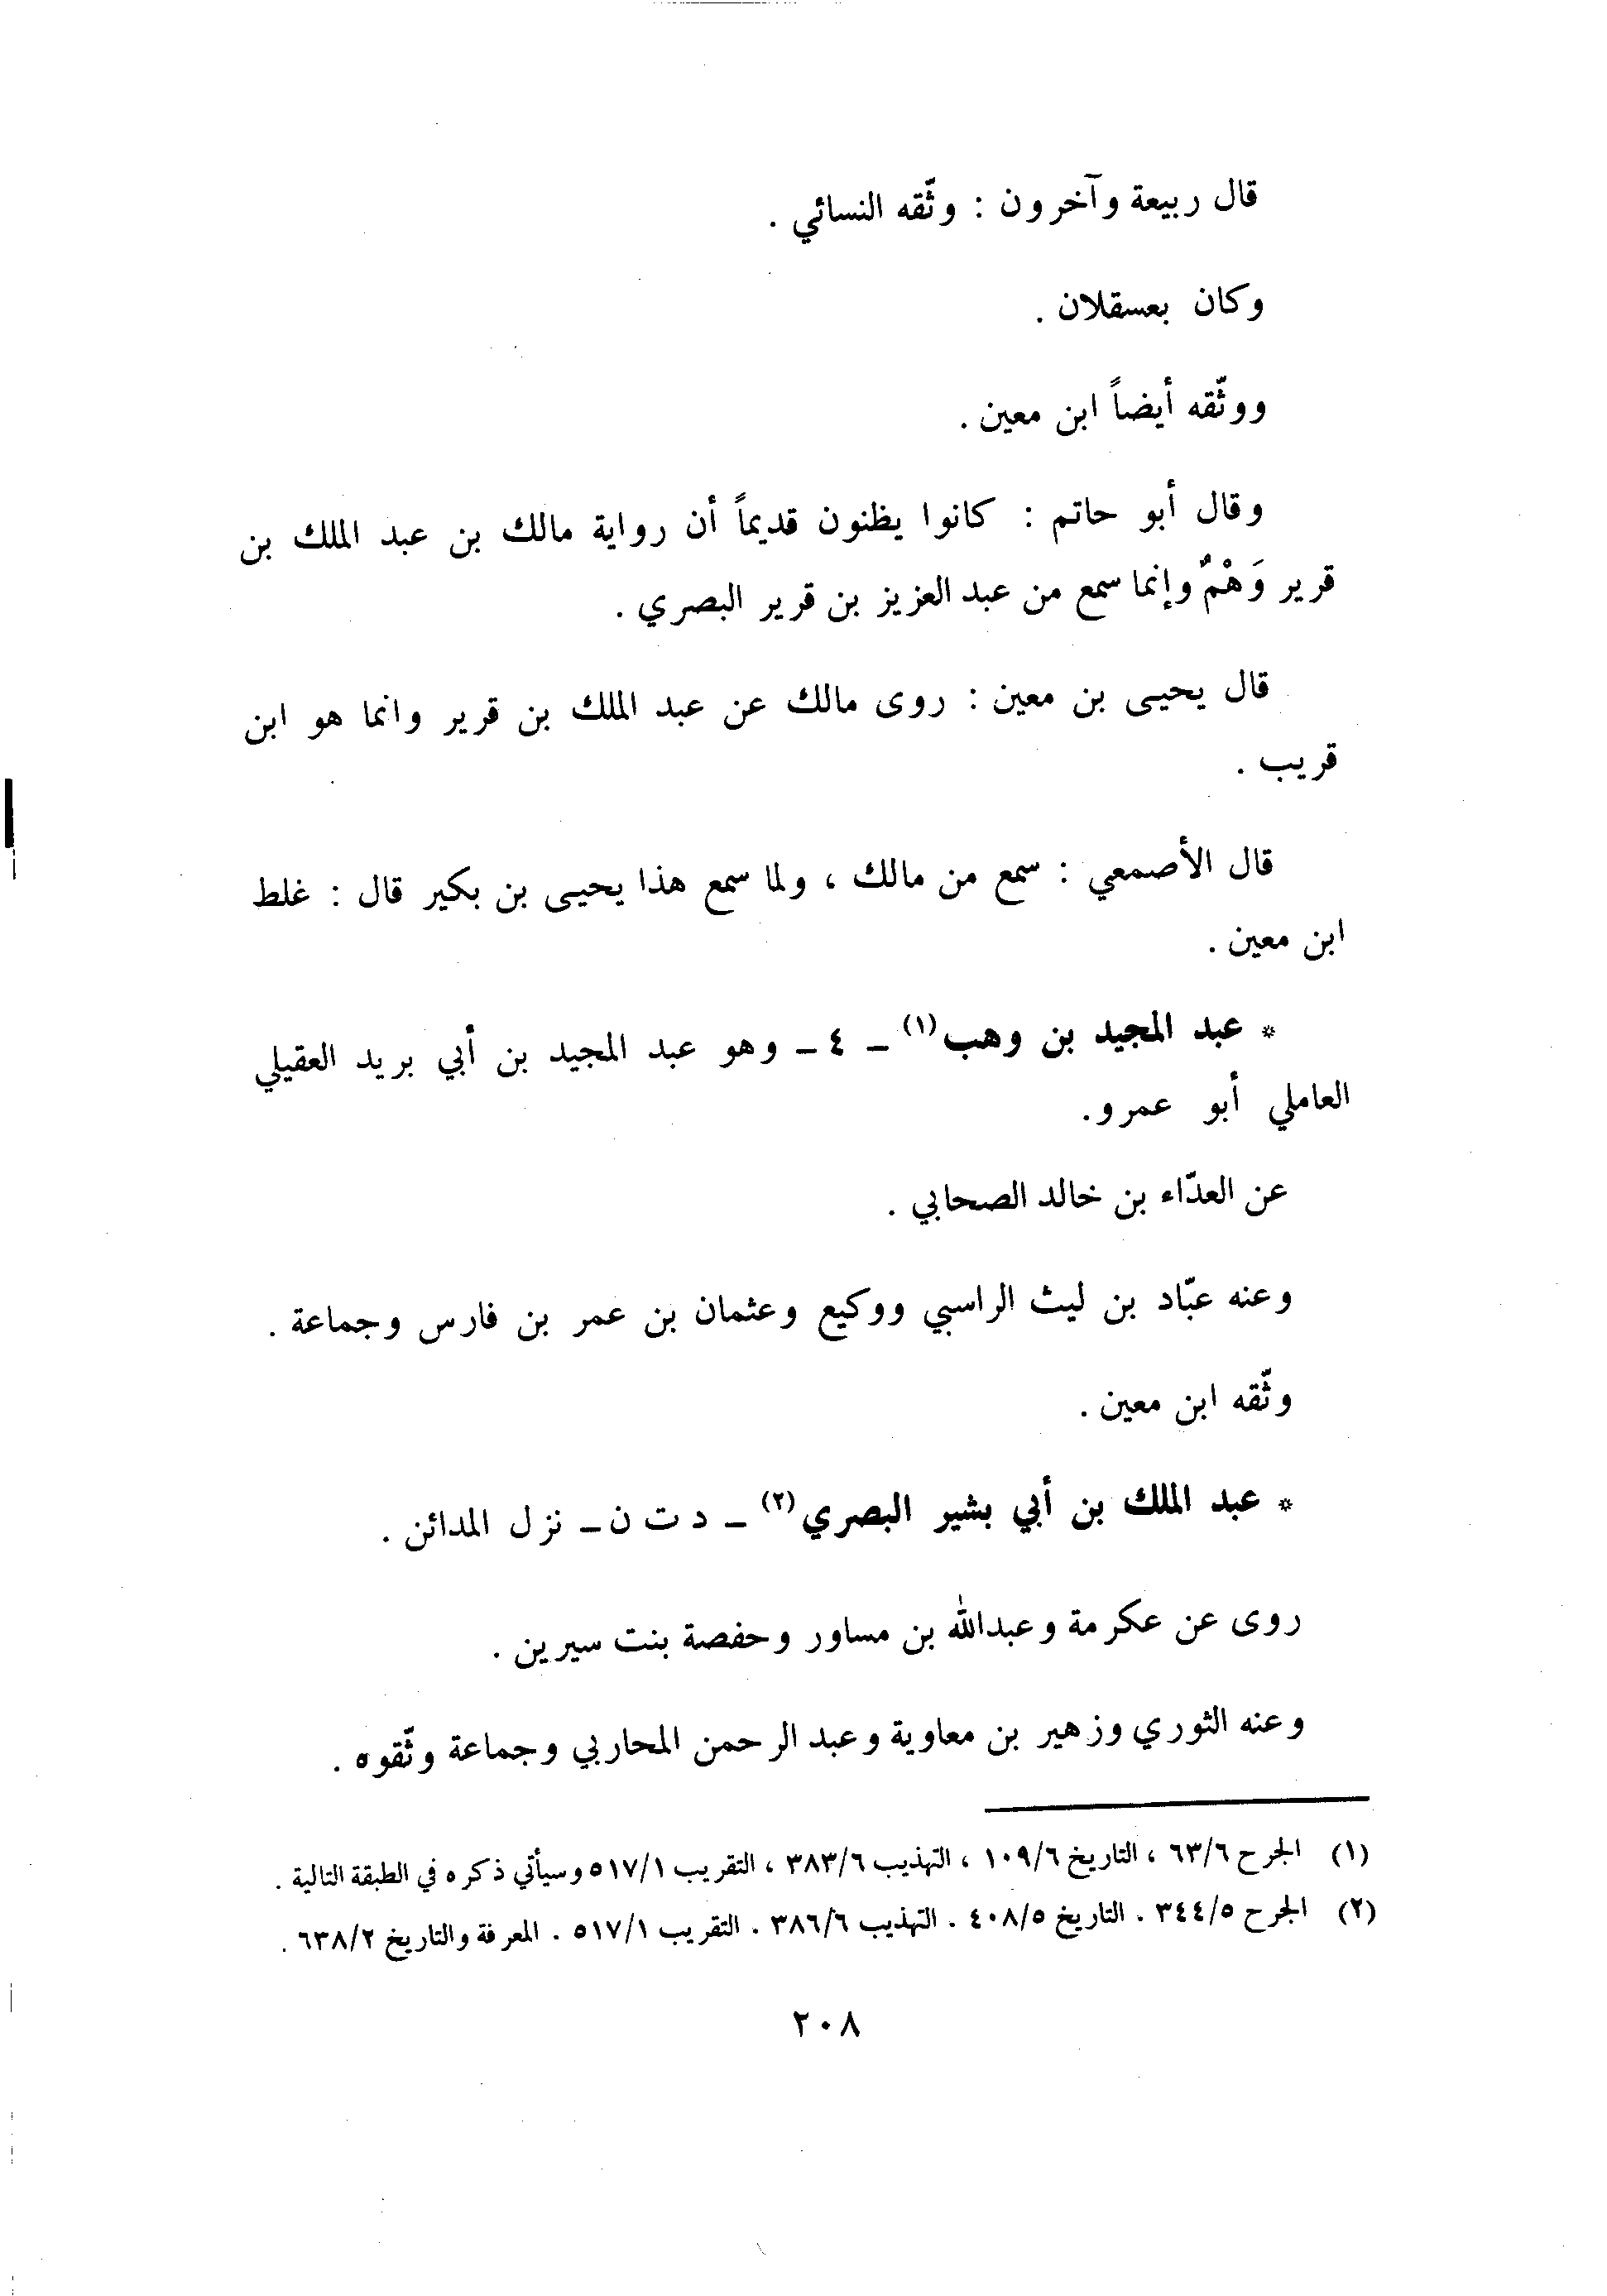 قال ربيعة وآخرون : وثّقه النسائي .
وكان بعسقلان .
ووثّقه أيضاً ابن معين .
وقال أبو حاتم : كانوا يظنون قديماً أن رواية مالك بن عبد الملك بن
قرير وَهْمٌ وإنما سمع من عبد العزيز بن قرير البصري .
قال يحيى بن معين : روى مالك عن عبد الملك بن قرير وانما هو ابن
قريب .
قال الأصمعي : سمع من مالك ، ولما سمع هذا يحيى بن بكير قال : غلط
ابن معين .
* عبد المجيد بن وهب(١) ـ ٤ ـ وهو عبد المجيد بن أبي بريد العقيلي
العاملي أبو عمرو.
عن العدّاء بن خالد الصحابي .
وعنه عبّاد بن ليث الراسبي ووكيع وعثمان بن عمر بن فارس وجماعة .
وثّقه ابن معين .
* عبد الملك بن أبي بشير البصري(٢) ـ د ت ن ـ نزل المدائن .
روى عن عكرمة وعبدالله بن مساور وحفصة بنت سيرين .
وعنه الثوري وزهير بن معاوية وعبد الرحمن المحاربي وجماعة وثّقوه .
(١) الجرح ٦٣/٦ ، التاريخ ١٠٩/٦ ، التهذيب ٣٨٣/٦ ، التقريب ٥١٧/١ وسيأتي ذكره في الطبقة التالية .
(٢) الجرح ٣٤٤/٥ . التاريخ ٤٠٨/٥ . التهذيب ٣٨٦/٦ . التقريب ٥١٧/١ . المعرفة والتاريخ ٦٣٨/٢ .
٢٠٨